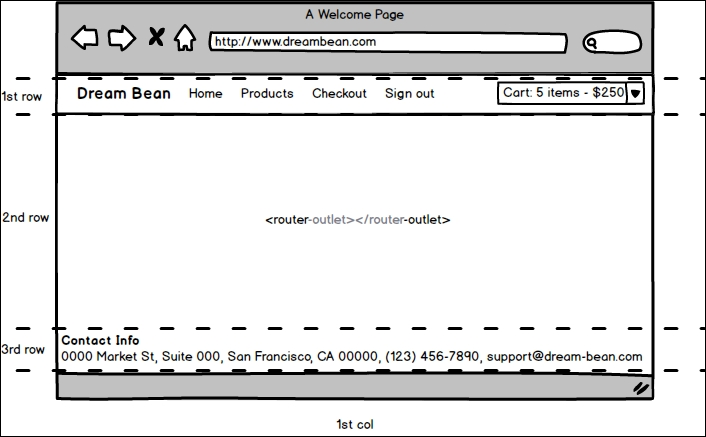 A Welcome Page
http://www.dreambean.com
1st row
Dream Bean Home Products Checkout Sign out Cart: 5 items - $250
2nd row
<router-outlet></router-outlet>
Contact Info
3rd row
0000 Market St, Suite 000, San Francisco, CA 00000, (123) 456-7890, support@dream-bean.com
1st col